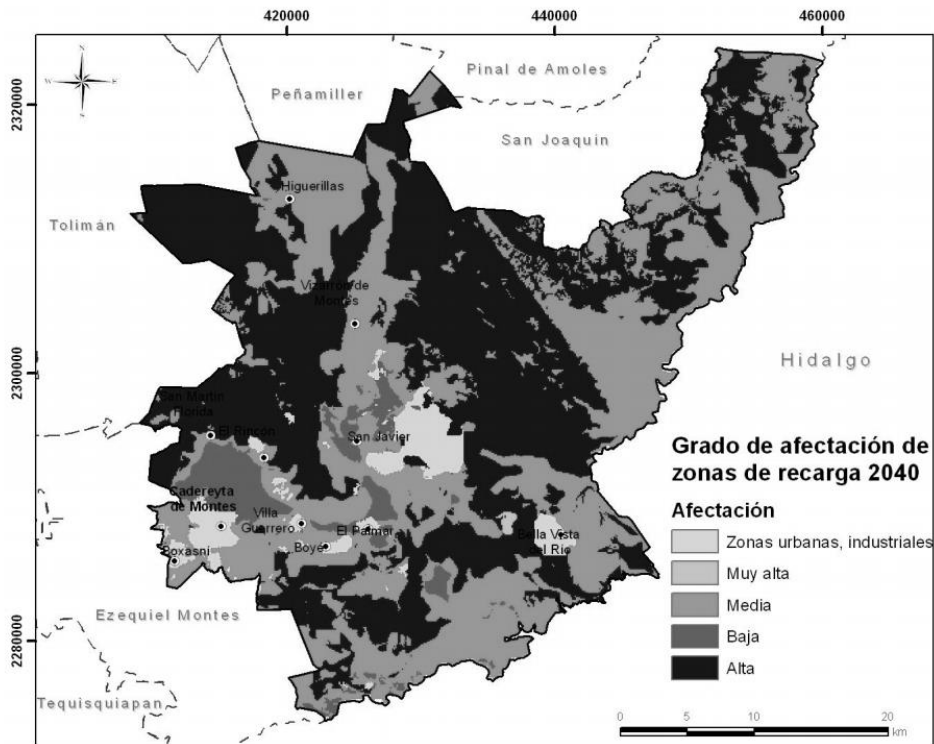 420000
440000
460000
N
W
E
S
Pinal de Amoles
Peñamiller
San Joaquin
2320000
Higuerillas
Tolimán
Vizarrón de
Montes
2300000
Hidalgo
San Martín
Florida
El Rincón
San Javier
Grado de afectación de
zonas de recarga 2040
Cadereyta
de Montes
Villa
Guerrero
El Palmar
Afectación
Boxasni
Boyé
Bella Vista
del Río
Zonas urbanas, industriales
Muy alta
Media
Baja
Alta
Ezequiel Montes
2280000
Tequisquiapan
0 5 10 20
km